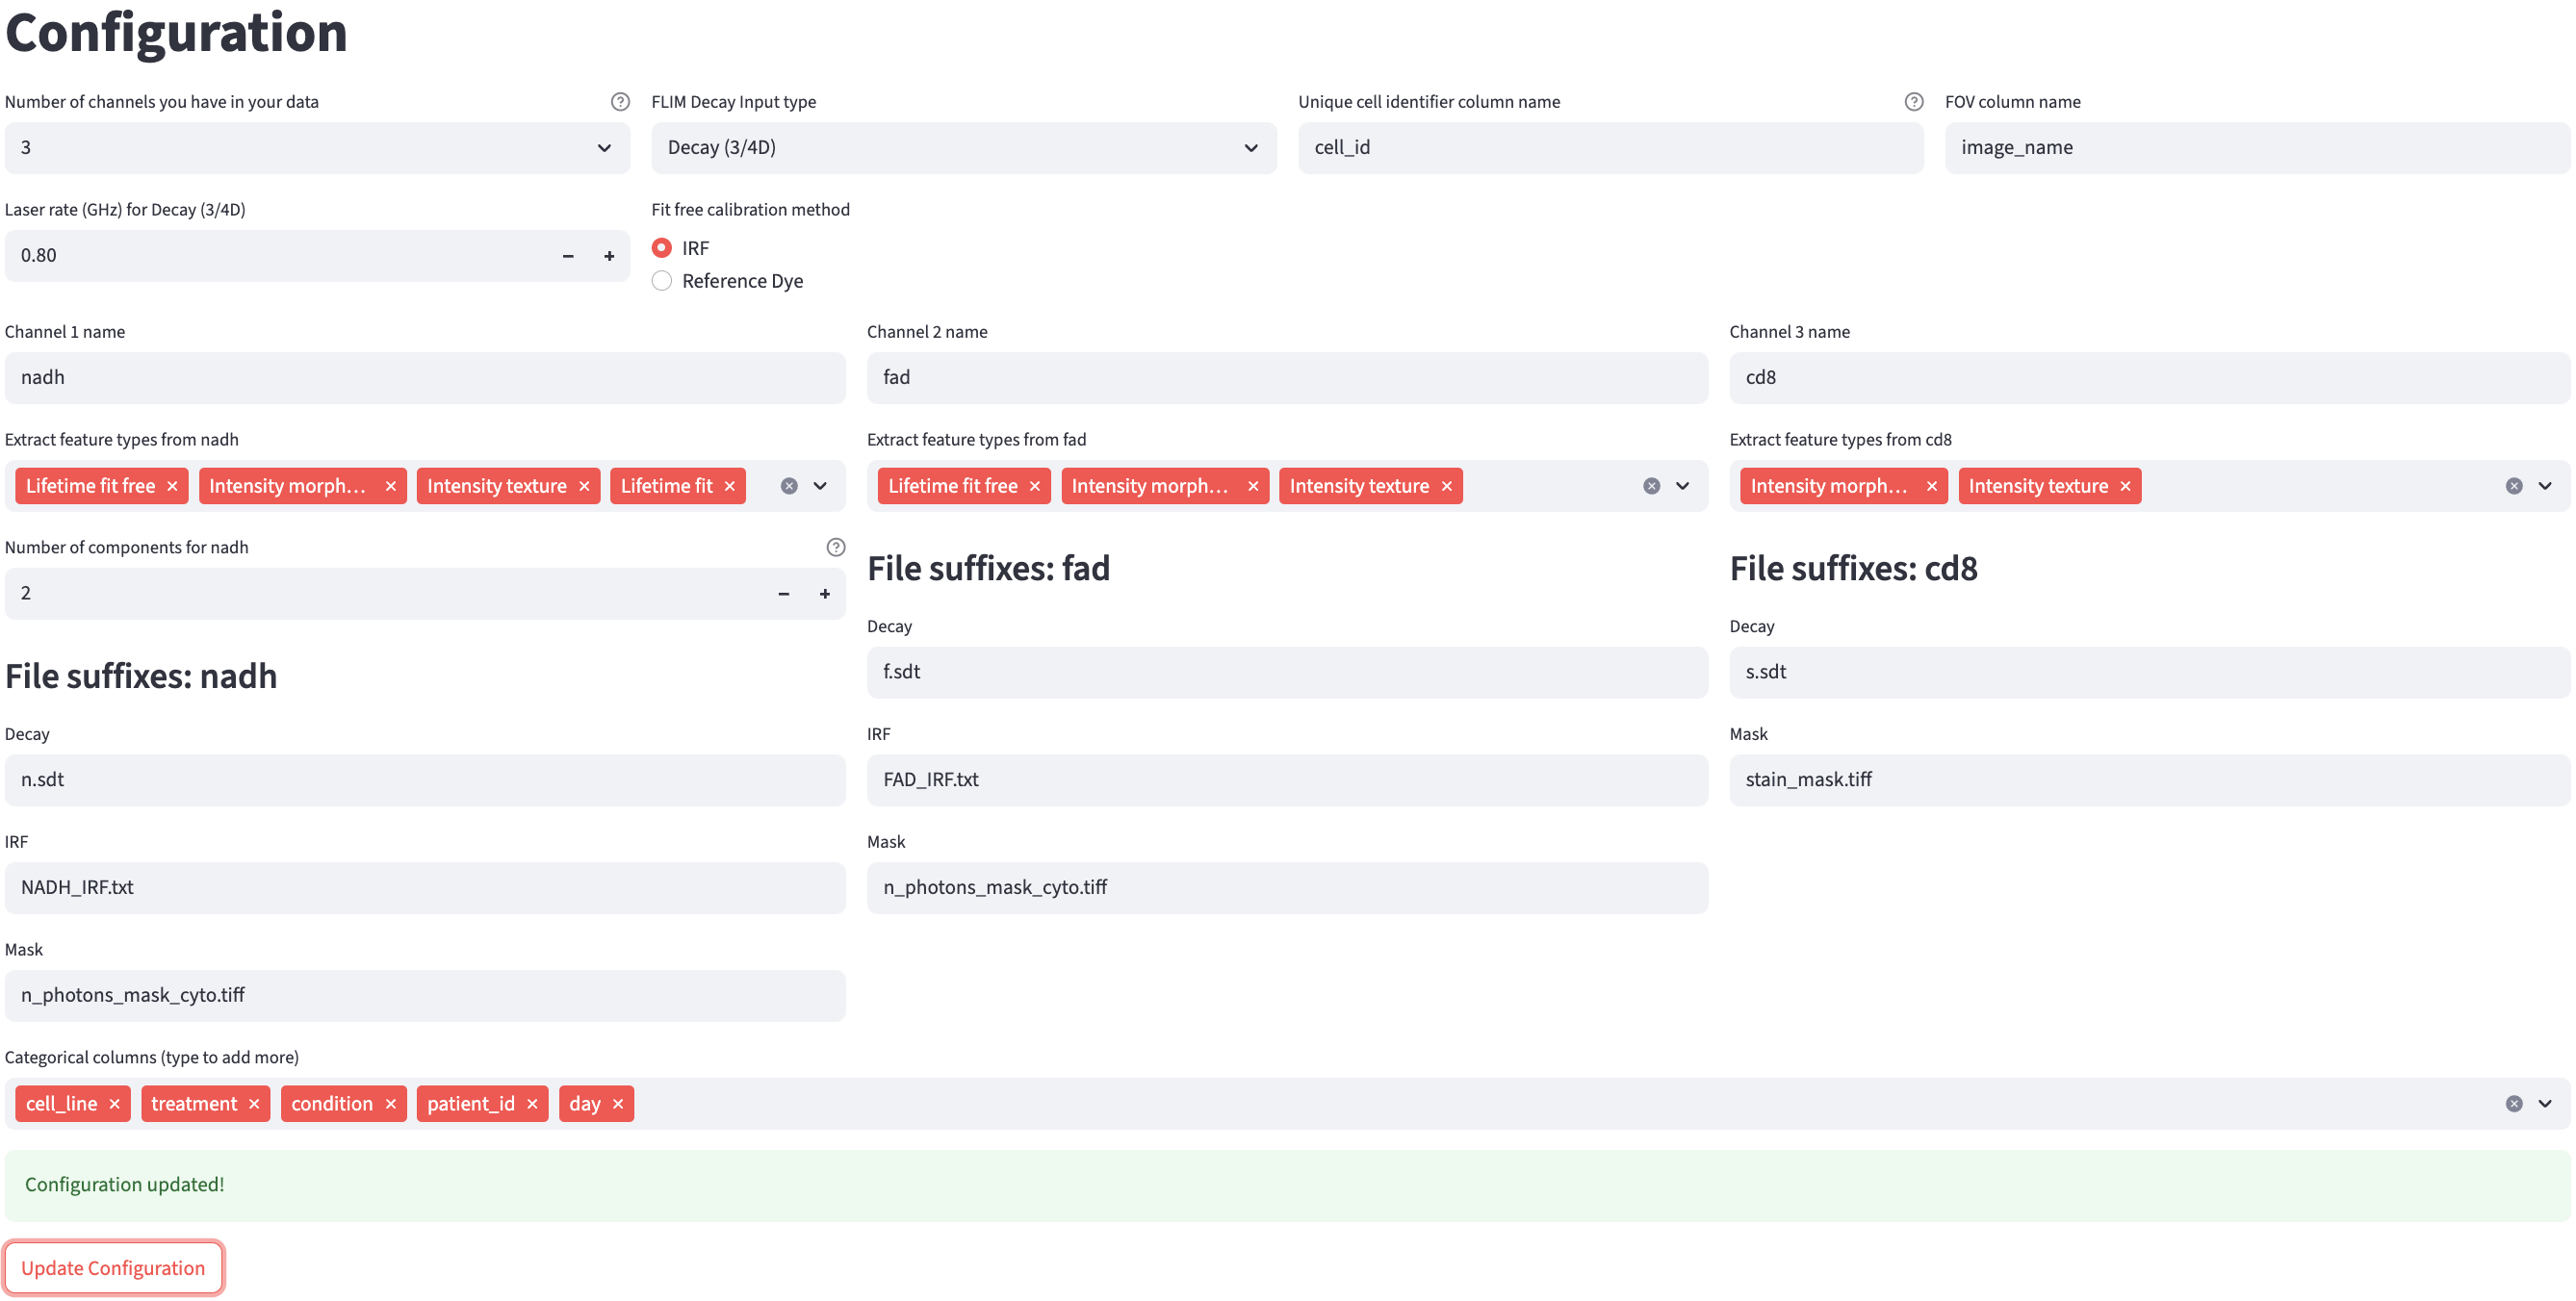 Configuration
Number of channels you have in your data
FLIM Decay Input type
Unique cell identifier column name
FOV column name
3
Decay (3/4D)
cell_id
image_name
Laser rate (GHz) for Decay (3/4D)
Fit free calibration method
0.80
IRF
Reference Dye
Channel 1 name
Channel 2 name
Channel 3 name
nadh
fad
cd8
Extract feature types from nadh
Extract feature types from fad
Extract feature types from cd8
Lifetime fit free
Intensity morph...
Intensity texture
Lifetime fit
Lifetime fit free
Intensity morph...
Intensity texture
Intensity morph...
Intensity texture
Number of components for nadh
2
File suffixes: nadh
Decay
n.sdt
IRF
NADH_IRF.txt
Mask
n_photons_mask_cyto.tiff
File suffixes: fad
Decay
f.sdt
IRF
FAD_IRF.txt
Mask
n_photons_mask_cyto.tiff
File suffixes: cd8
Decay
s.sdt
Mask
stain_mask.tiff
Categorical columns (type to add more)
cell_line
treatment
condition
patient_id
day
Configuration updated!
Update Configuration